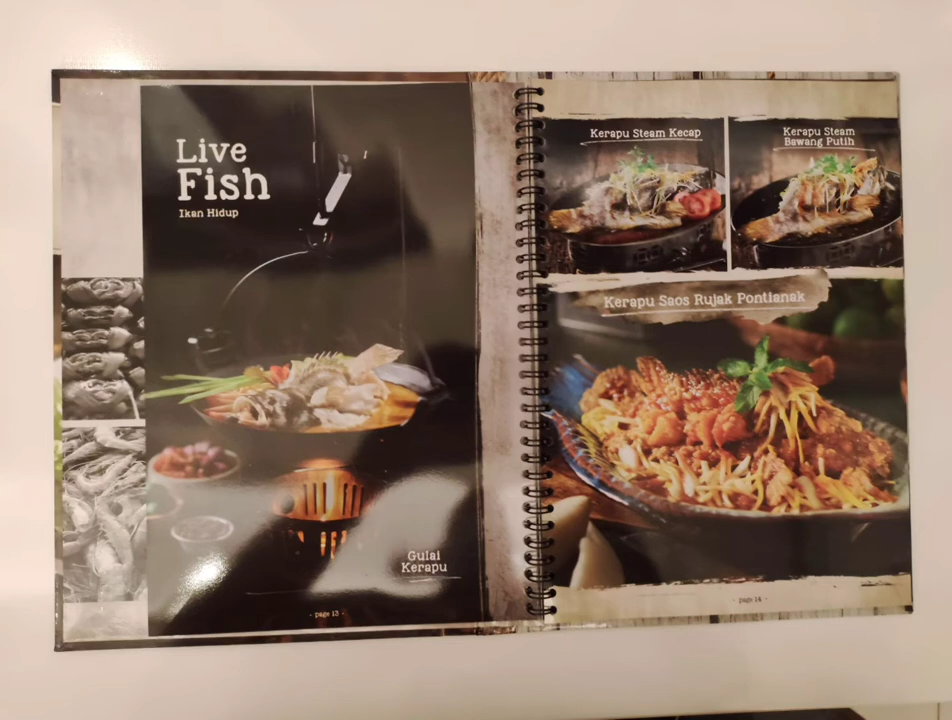 Live
Fish
Ikan Hidup
Gulai
Kerapu
- page 13 -
Kerapu Steam Kecap
Kerapu Steam
Bawang Putih
Kerapu Saos Rujak Pontianak
- page 14 -